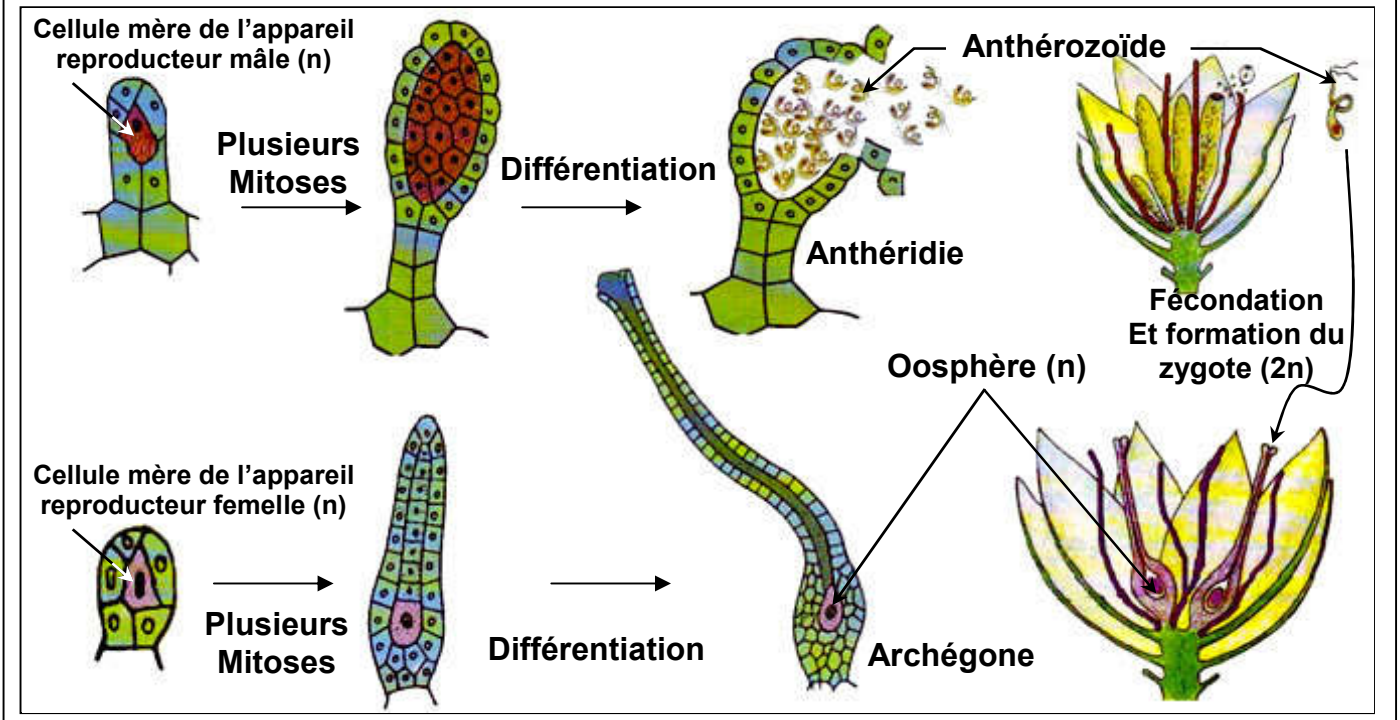 Cellule mère de l'appareil
reproducteur mâle (n)
Plusieurs
Mitoses
Différentiation
Anthérozoïde
Anthéridie
Fécondation
Et formation du
zygote (2n)
Oosphère (n)
Cellule mère de l'appareil
reproducteur femelle (n)
Plusieurs
Mitoses
Différentiation
Archégone